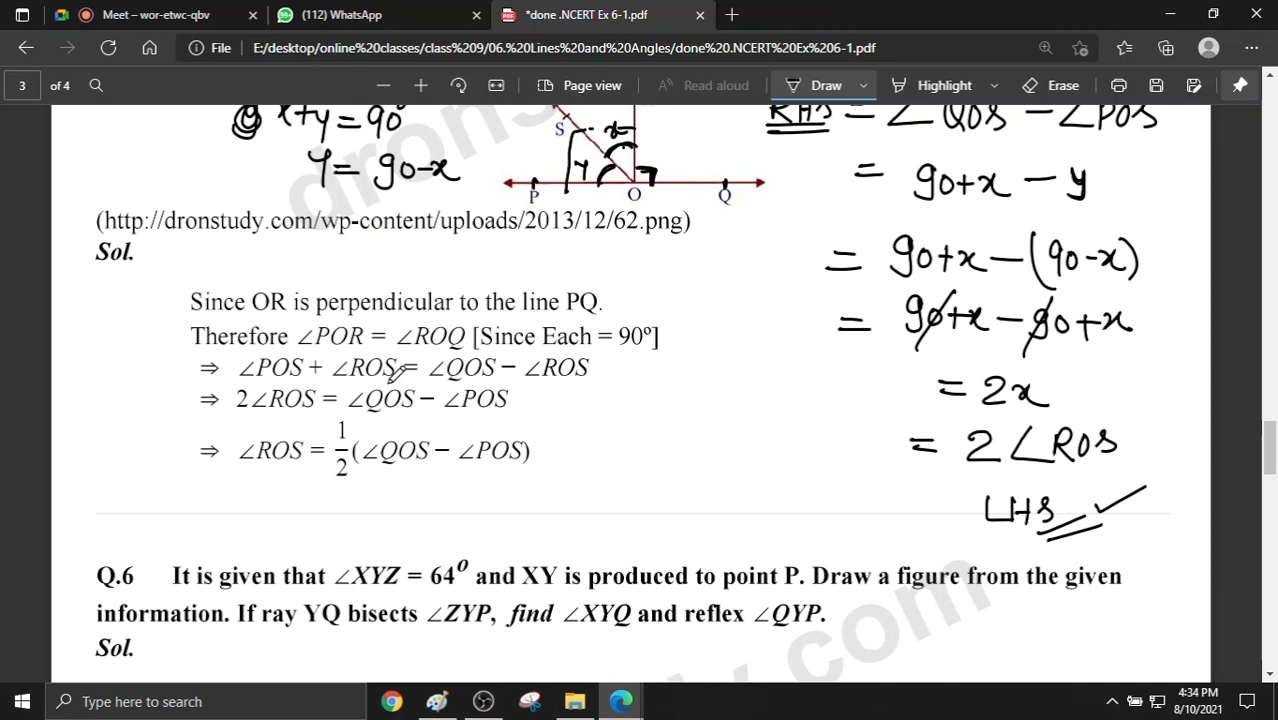 Meet – wor-etwc-qbv
(112) WhatsApp
*done .NCERT Ex 6-1.pdf
File
E:/desktop/online%20classes/class%209/06.%20Lines%20and%20Angles/done%20.NCERT%20Ex%206-1.pdf
3 of 4
Page view
Read aloud
Draw
Highlight
Erase
x+y=90°
y= 90-x
S x
y
P O Q
RHS = ∠QOS - ∠POS
= 90+x - y
= 90+x - (90-x)
= 90+x - 90+x
= 2x
= 2∠ROS
LHS
(http://dronstudy.com/wp-content/uploads/2013/12/62.png)
Sol.
Since OR is perpendicular to the line PQ.
Therefore ∠POR = ∠ROQ [Since Each = 90º]
⇒ ∠POS + ∠ROS = ∠QOS − ∠ROS
⇒ 2∠ROS = ∠QOS − ∠POS
⇒ ∠ROS = 1/2(∠QOS − ∠POS)
Q.6 It is given that ∠XYZ = 64⁰ and XY is produced to point P. Draw a figure from the given
information. If ray YQ bisects ∠ZYP, find ∠XYQ and reflex ∠QYP.
Sol.
Type here to search
4:34 PM
8/10/2021